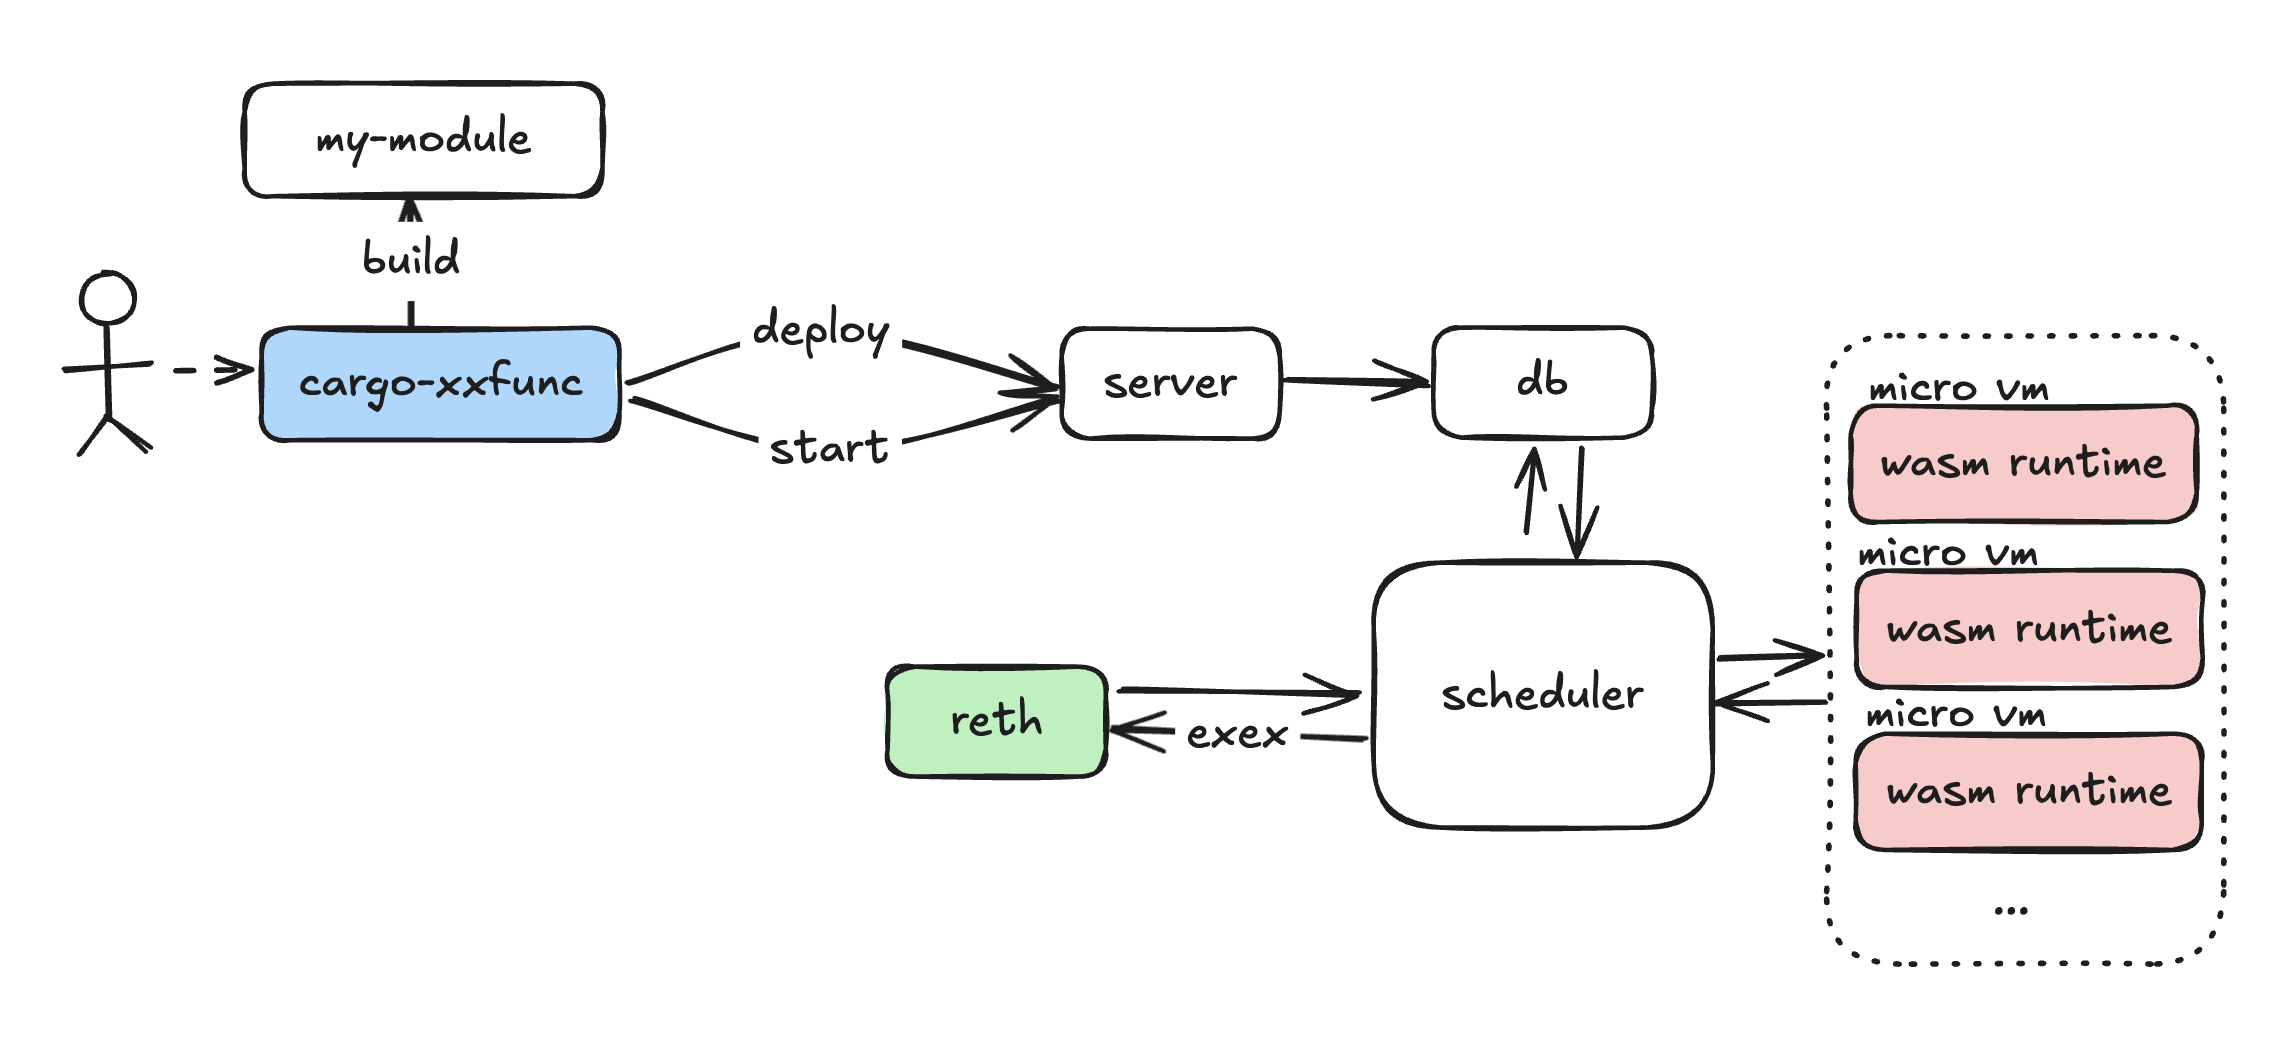 my-module
build
cargo-xxfunc
deploy
start
server
db
micro vm
wasm runtime
micro vm
wasm runtime
micro vm
wasm runtime
...
scheduler
reth
exex